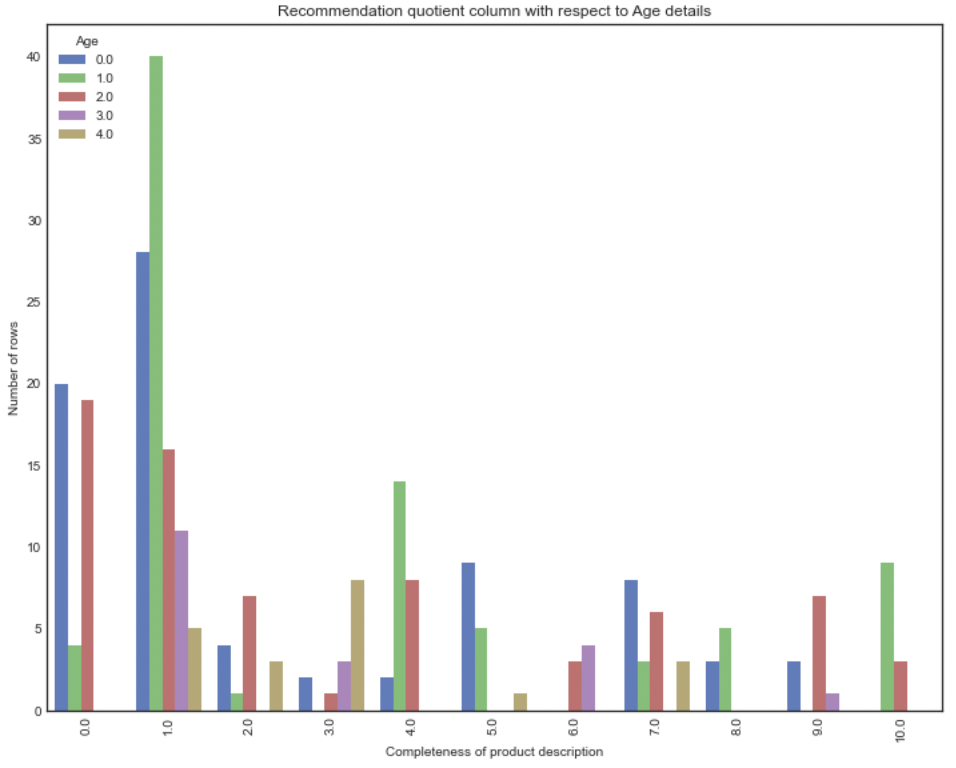 Recommendation quotient column with respect to Age details
Age
0.0
1.0
2.0
3.0
4.0
40
35
30
25
20
15
10
5
0
Number of rows
0.0 1.0 2.0 3.0 4.0 5.0 6.0 7.0 8.0 9.0 10.0
Completeness of product description